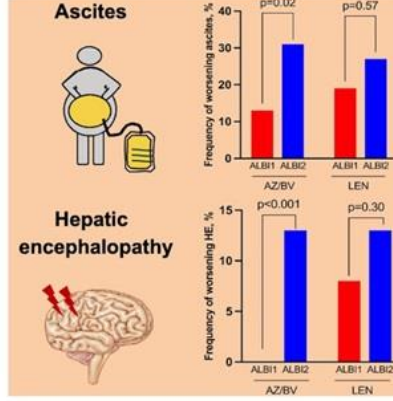 Ascites
p=0.02
p=0.57
Frequency of worsening ascites, %
40
30
20
10
0
ALBI1 ALBI2 ALBI1 ALBI2
AZ/BV LEN
Hepatic
encephalopathy
p<0.001
p=0.30
Frequency of worsening HE, %
15
10
5
0
ALBI1 ALBI2 ALBI1 ALBI2
AZ/BV LEN